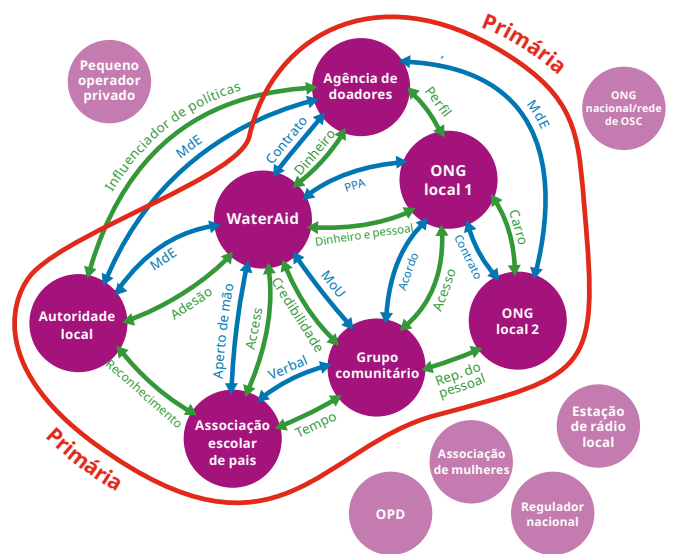 Primária
Pequeno
operador
privado
Agência de
doadores
ONG
nacional/rede
de OSC
Influenciador de políticas
MdE
Contrato
Dinheiro
Perfil
MdE
,
PPA
ONG
local 1
WaterAid
Dinheiro e pessoal
Carro
Contrato
MdE
Adesão
MoU
Acordo
Acesso
Autoridade
local
Aperto de mão
Access
Credibilidade
ONG
local 2
Grupo
comunitário
Verbal
Rep. do
pessoal
Reconhecimento
Tempo
Associação
escolar
de pais
Primária
Estação
de rádio
local
Associação
de mulheres
OPD
Regulador
nacional